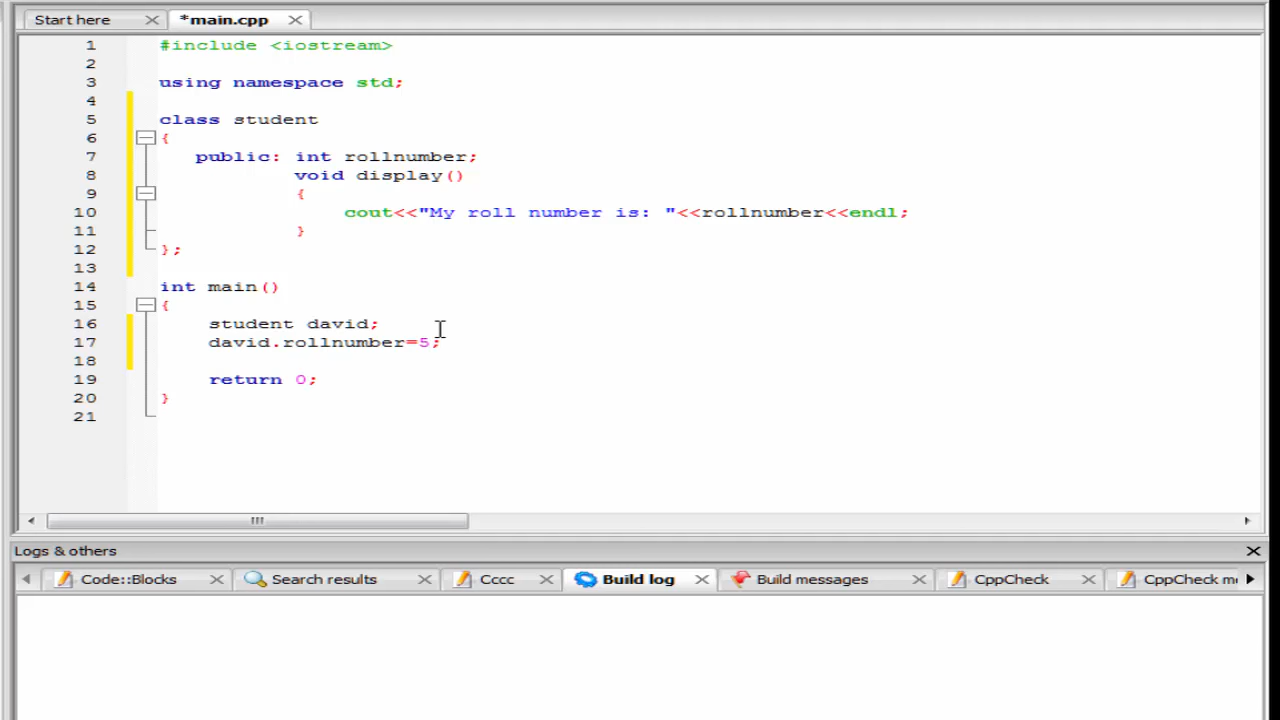 Start here
*main.cpp
1 #include <iostream>
2
3 using namespace std;
4
5 class student
6 {
7 public: int rollnumber;
8 void display()
9 {
10 cout<<"My roll number is: "<<rollnumber<<endl;
11 }
12 };
13
14 int main()
15 {
16 student david;
17 david.rollnumber=5;
18
19 return 0;
20 }
21
Logs & others
Code::Blocks Search results Cccc Build log Build messages CppCheck CppCheck me